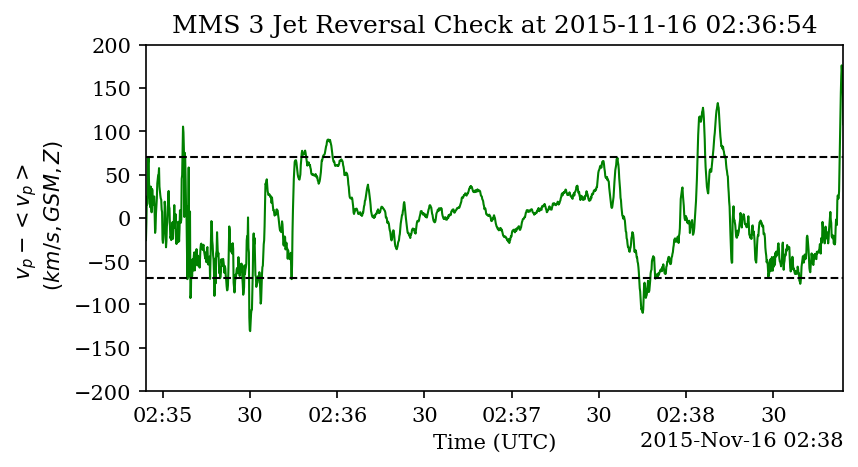 MMS 3 Jet Reversal Check at 2015-11-16 02:36:54
200
150
100
50
0
−50
−100
−150
−200
v_p − < v_p >
(km/s, GSM, Z)
02:35 30 02:36 30 02:37 30 02:38 30
Time (UTC)
2015-Nov-16 02:38